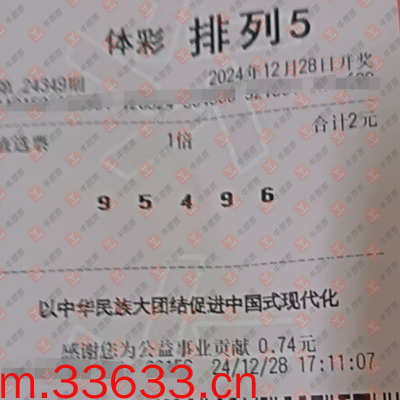 体彩 排列5
24349期 2024年12月28日开奖
合计2元
1倍
9 5 4 9 6
以中华民族大团结促进中国式现代化
感谢您为公益事业贡献 0.74元
24/12/28 17:11:07
m.33633.cn